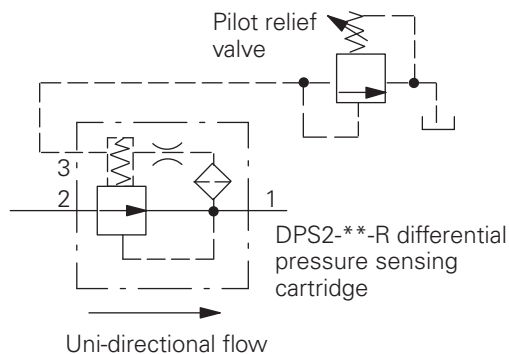 Pilot relief
valve
3
2
1
DPS2-**-R differential
pressure sensing
cartridge
Uni-directional flow